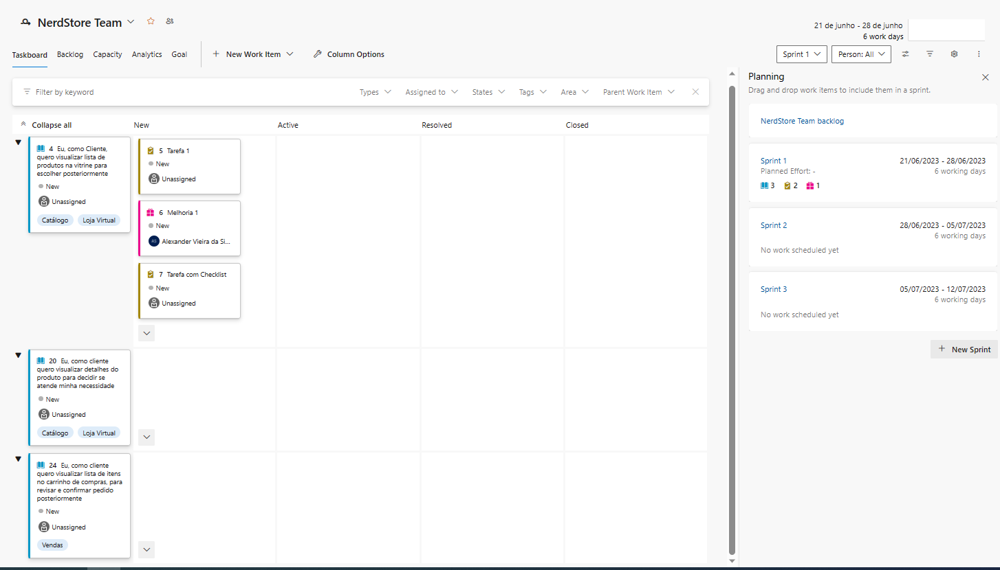 NerdStore Team
21 de junho - 28 de junho
6 work days
Taskboard Backlog Capacity Analytics Goal New Work Item Column Options
Sprint 1 Person: All
Filter by keyword Types Assigned to States Tags Area Parent Work Item
Collapse all New Active Resolved Closed
4 Eu, como Cliente,
quero visualizar lista de
produtos na vitrine para
escolher posteriormente
New
Unassigned
Catálogo Loja Virtual
5 Tarefa 1
New
Unassigned
6 Melhoria 1
New
AS Alexander Vieira da Si...
7 Tarefa com Checklist
New
Unassigned
20 Eu, como cliente
quero visualizar detalhes do
produto para decidir se
atende minha necessidade
New
Unassigned
Catálogo Loja Virtual
24 Eu, como cliente
quero visualizar lista de itens
no carrinho de compras, para
revisar e confirmar pedido
posteriormente
New
Unassigned
Vendas
Planning
Drag and drop work items to include them in a sprint.
NerdStore Team backlog
Sprint 1 21/06/2023 - 28/06/2023
Planned Effort: - 6 working days
3 2 1
Sprint 2 28/06/2023 - 05/07/2023
6 working days
No work scheduled yet
Sprint 3 05/07/2023 - 12/07/2023
6 working days
No work scheduled yet
New Sprint